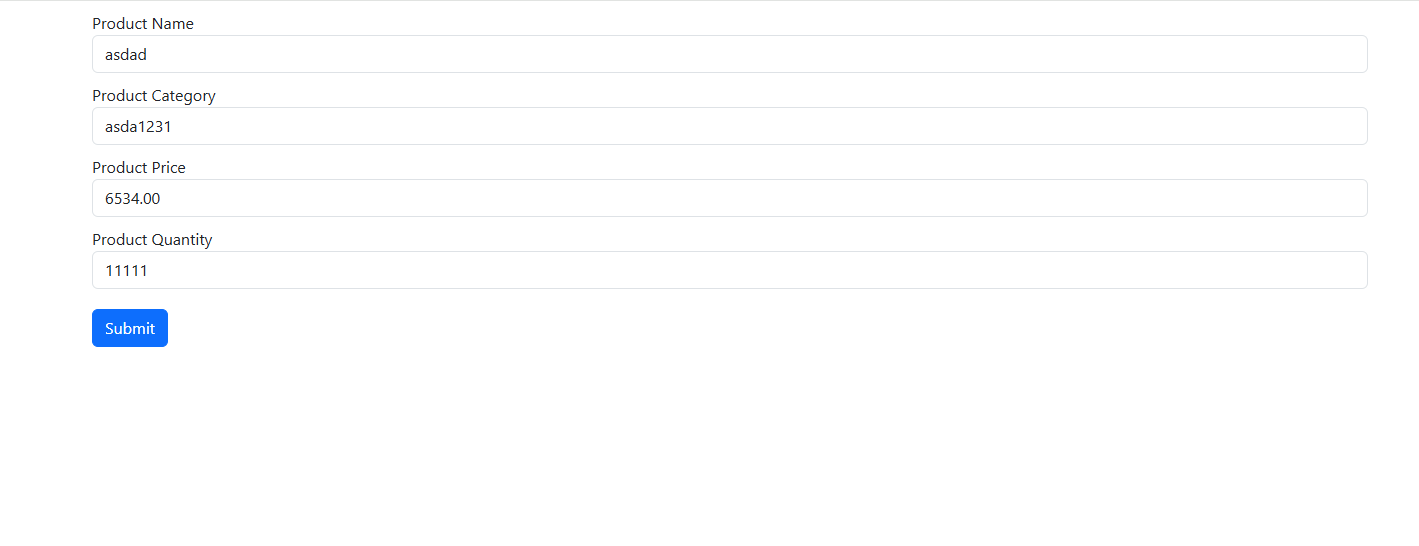 Product Name
asdad
Product Category
asda1231
Product Price
6534.00
Product Quantity
11111
Submit